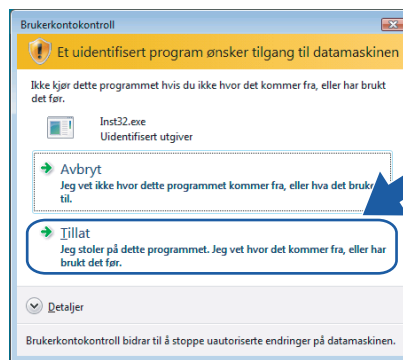 Brukerkontokontroll
Et uidentifisert program ønsker tilgang til datamaskinen
Ikke kjør dette programmet hvis du ikke hvor det kommer fra, eller har brukt
det før.
Inst32.exe
Uidentifisert utgiver
Avbryt
Jeg vet ikke hvor dette programmet kommer fra, eller hva det
til.
Tillat
Jeg stoler på dette programmet. Jeg vet hvor det kommer fra, eller har
brukt det før.
Detaljer
Brukerkontokontroll bidrar til å stoppe uautoriserte endringer på datamaskinen.